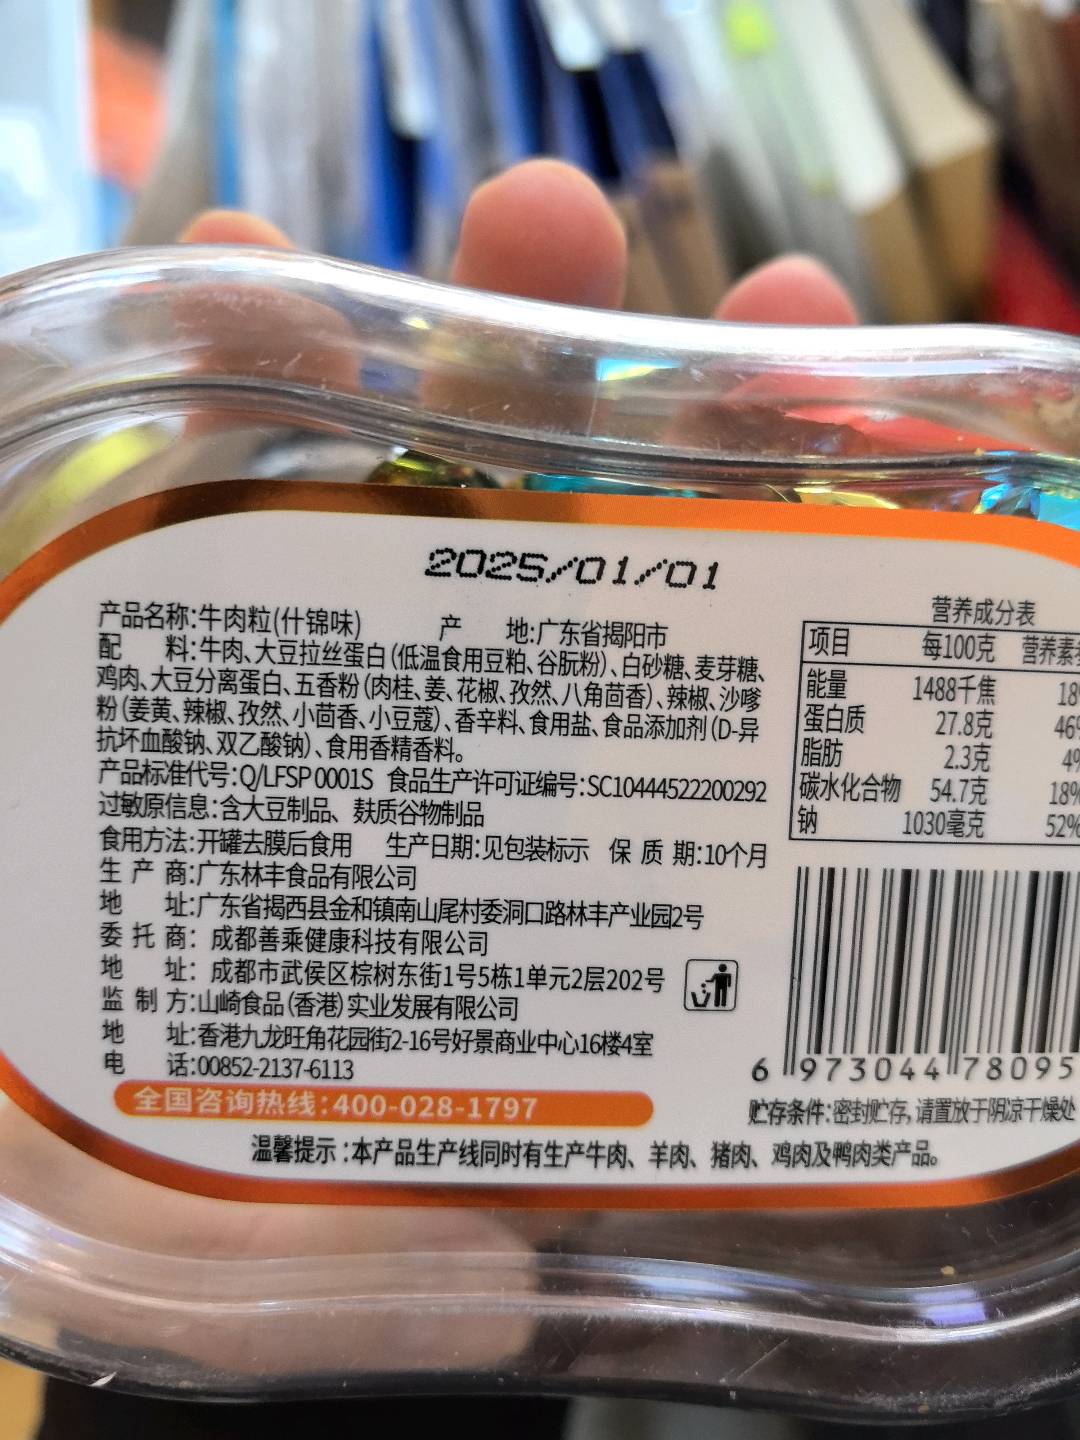 2025/01/01
产品名称:牛肉粒(什锦味) 产 地:广东省揭阳市
配 料:牛肉、大豆拉丝蛋白(低温食用豆粕、谷朊粉)、白砂糖、麦芽糖、
鸡肉、大豆分离蛋白、五香粉(肉桂、姜、花椒、孜然、八角茴香)、辣椒、沙嗲
粉(姜黄、辣椒、孜然、小茴香、小豆蔻)、香辛料、食用盐、食品添加剂(D-异
抗坏血酸钠、双乙酸钠)、食用香精香料。
产品标准代号:Q/LFSP 0001S 食品生产许可证编号:SC10444522200292
过敏原信息:含大豆制品、麸质谷物制品
食用方法:开罐去膜后食用 生产日期:见包装标示 保 质 期:10个月
生 产 商:广东林丰食品有限公司
地 址:广东省揭西县金和镇南山尾村委洞口路林丰产业园2号
委 托 商: 成都善乘健康科技有限公司
地 址: 成都市武侯区棕树东街1号5栋1单元2层202号
监 制 方:山崎食品(香港)实业发展有限公司
地 址:香港九龙旺角花园街2-16号好景商业中心16楼4室
电 话:00852-2137-6113
全国咨询热线:400-028-1797
温馨提示:本产品生产线同时有生产牛肉、羊肉、猪肉、鸡肉及鸭肉类产品。
营养成分表
项目 每100克 营养素
能量 1488千焦 18
蛋白质 27.8克 46
脂肪 2.3克 4%
碳水化合物 54.7克 18%
钠 1030毫克 52%
6 973044 78095
贮存条件:密封贮存,请置放于阴凉干燥处